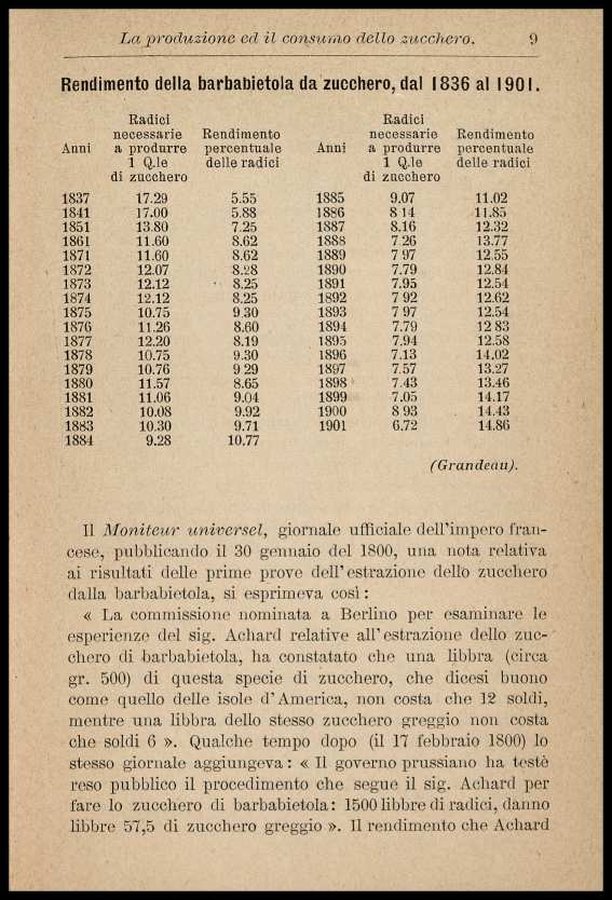 La produzione ed il consumo dello zucchero. 9
Rendimento della barbabietola da zucchero, dal 1836 al 1901.
Anni Radici necessarie a produrre 1 Q.le di zucchero Rendimento percentuale delle radici Anni Radici necessarie a produrre 1 Q.le di zucchero Rendimento percentuale delle radici
1837 17.29 5.55 1885 9.07 11.02
1841 17.00 5.88 1886 8 14 11.85
1851 13.80 7.25 1887 8.16 12.32
1861 11.60 8.62 1888 7 26 13.77
1871 11.60 8.62 1889 7 97 12.55
1872 12.07 8.28 1890 7.79 12.84
1873 12.12 8.25 1891 7.95 12.54
1874 12.12 8.25 1892 7 92 12.62
1875 10.75 9 30 1893 7 97 12.54
1876 11.26 8.60 1894 7.79 12 83
1877 12.20 8.19 1895 7.94 12.58
1878 10.75 9.30 1896 7.13 14.02
1879 10.76 9 29 1897 7.57 13.27
1880 11.57 8.65 1898 7.43 13.46
1881 11.06 9.04 1899 7.05 14.17
1882 10.08 9.92 1900 8 93 14.43
1883 10.30 9.71 1901 6.72 14.86
1884 9.28 10.77
(Grandeau).
Il Moniteur universel, giornale ufficiale dell'impero fran-
cese, pubblicando il 30 gennaio del 1800, una nota relativa
ai risultati delle prime prove dell'estrazione dello zucchero
dalla barbabietola, si esprimeva così:
« La commissione nominata a Berlino per esaminare le
esperienze del sig. Achard relative all'estrazione dello zuc-
chero di barbabietola, ha constatato che una libbra (circa
gr. 500) di questa specie di zucchero, che dicesi buono
come quello delle isole d'America, non costa che 12 soldi,
mentre una libbra dello stesso zucchero greggio non costa
che soldi 6 ». Qualche tempo dopo (il 17 febbraio 1800) lo
stesso giornale aggiungeva: « Il governo prussiano ha testè
reso pubblico il procedimento che segue il sig. Achard per
fare lo zucchero di barbabietola: 1500 libbre di radici, danno
libbre 57,5 di zucchero greggio ». Il rendimento che Achard